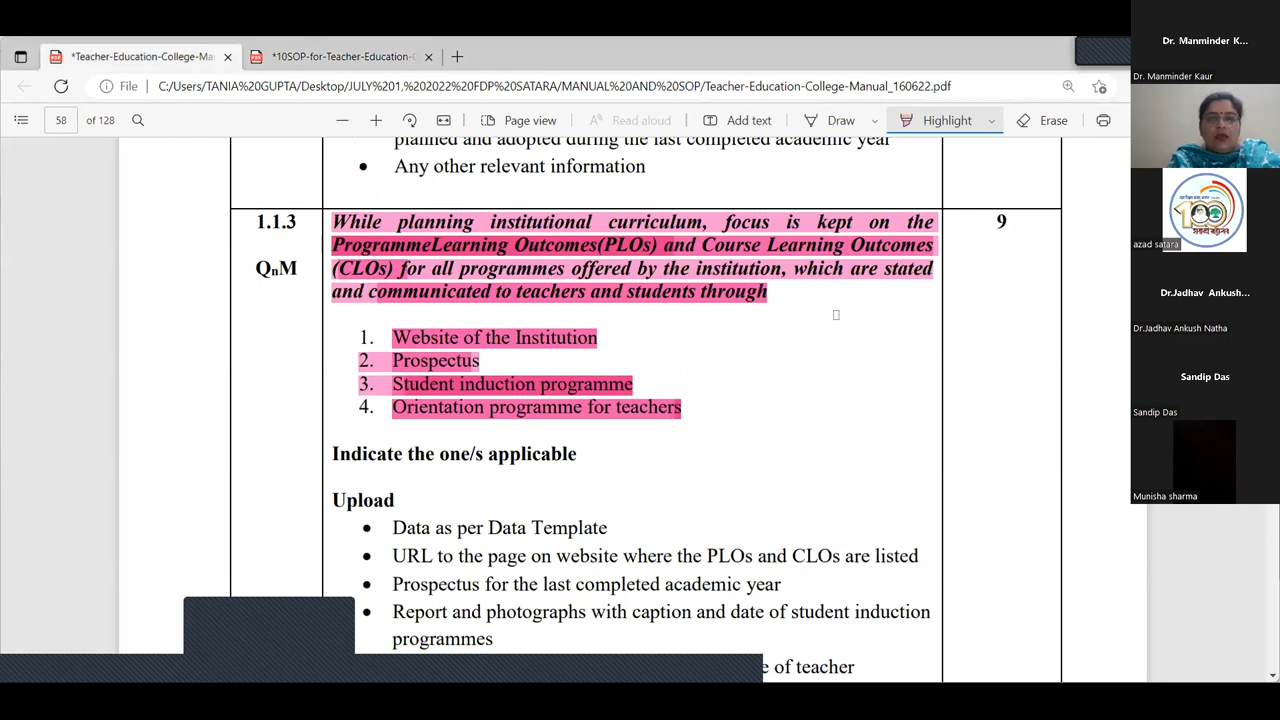 *Teacher-Education-College-Ma
*10SOP-for-Teacher-Education-
File
C:/Users/TANIA%20GUPTA/Desktop/JULY%201,%202022%20FDP%20SATARA/MANUAL%20AND%20SOP/Teacher-Education-College-Manual_160622.pdf
58 of 128
Page view
Read aloud
Add text
Draw
Highlight
Erase
planned and adopted during the last completed academic year
• Any other relevant information
1.1.3
QnM
While planning institutional curriculum, focus is kept on the
ProgrammeLearning Outcomes(PLOs) and Course Learning Outcomes
(CLOs) for all programmes offered by the institution, which are stated
and communicated to teachers and students through
9
1. Website of the Institution
2. Prospectus
3. Student induction programme
4. Orientation programme for teachers
Indicate the one/s applicable
Upload
• Data as per Data Template
• URL to the page on website where the PLOs and CLOs are listed
• Prospectus for the last completed academic year
• Report and photographs with caption and date of student induction
programmes
e of teacher
Dr. Manminder K...
Dr. Manminder Kaur
100
azad satara
Dr.Jadhav Ankush...
Dr.Jadhav Ankush Natha
Sandip Das
Sandip Das
Munisha sharma